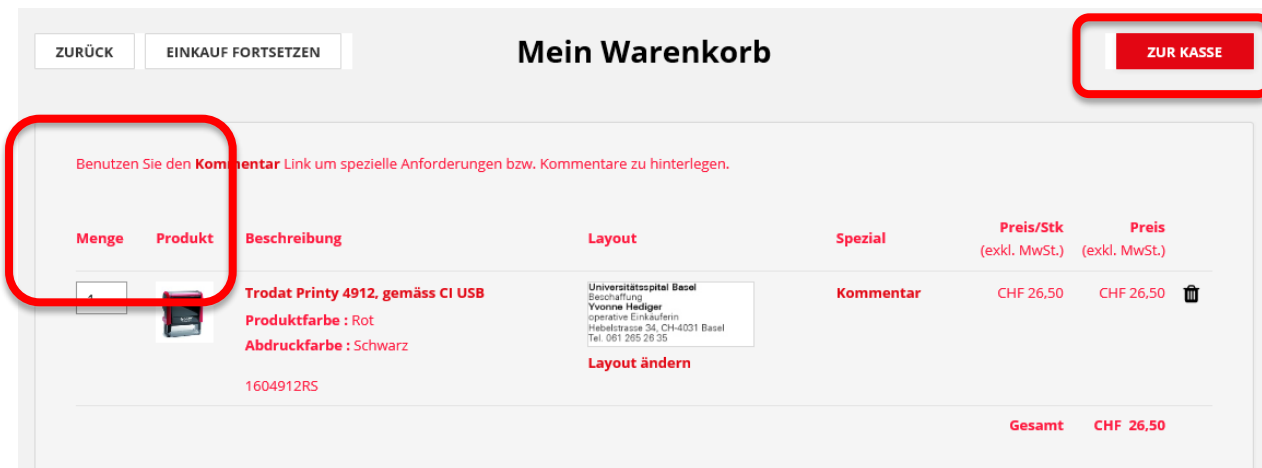 ZURÜCK EINKAUF FORTSETZEN Mein Warenkorb ZUR KASSE
Benutzen Sie den Kommentar Link um spezielle Anforderungen bzw. Kommentare zu hinterlegen.
Menge Produkt Beschreibung Layout Spezial Preis/Stk (exkl. MwSt.) Preis (exkl. MwSt.)
Trodat Printy 4912, gemäss CI USB
Produktfarbe : Rot
Abdruckfarbe : Schwarz
1604912RS
Universitätsspital Basel
Beschaffung
Yvonne Hediger
operative Einkäuferin
Hebelstrasse 34, CH-4031 Basel
Tel. 061 265 26 35
Layout ändern
Kommentar
CHF 26,50 CHF 26,50
Gesamt CHF 26,50